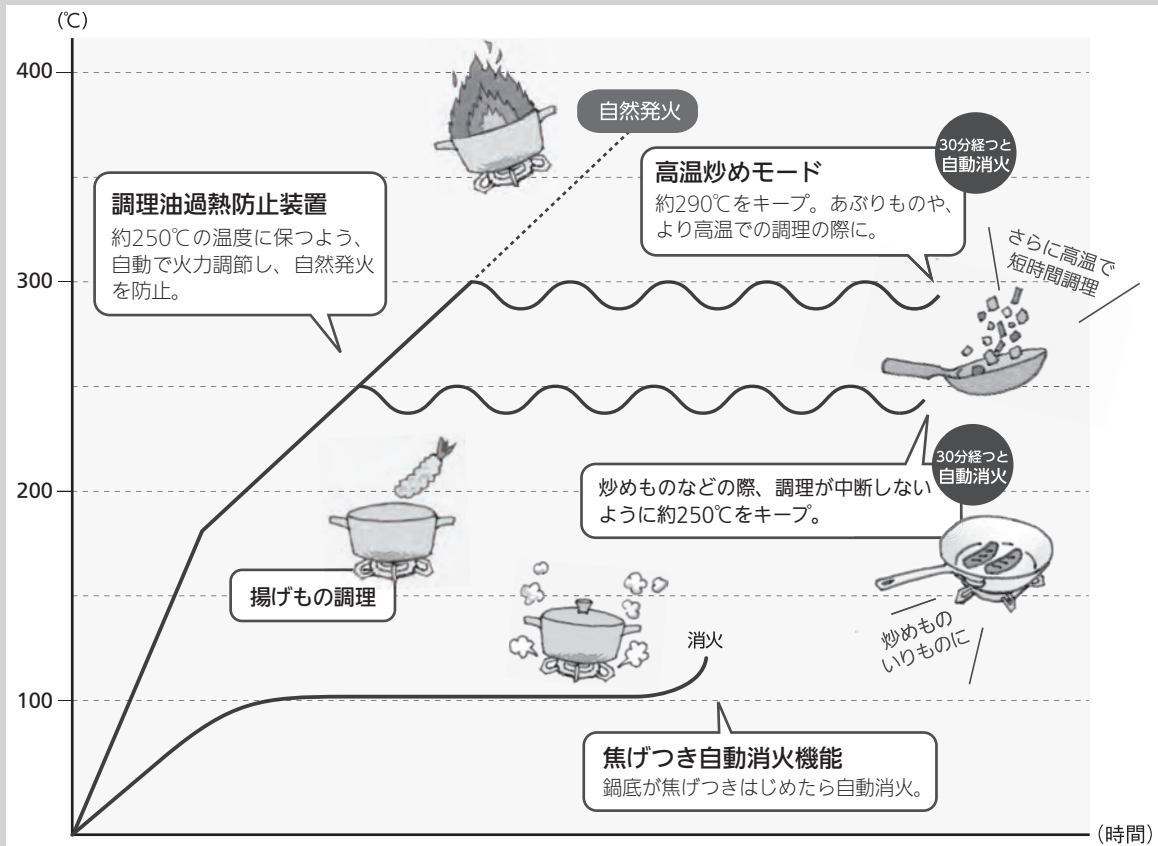 (℃)
400
300
200
100
自然発火
30分経つと
自動消火
高温炒めモード
約290℃をキープ。あぶりものや、
より高温での調理の際に。
調理油過熱防止装置
約250℃の温度に保つよう、
自動で火力調節し、自然発火
を防止。
さらに高温で
短時間調理
30分経つと
自動消火
炒めものなどの際、調理が中断しない
ように約250℃をキープ。
揚げもの調理
炒めもの
いりものに
消火
焦げつき自動消火機能
鍋底が焦げつきはじめたら自動消火。
(時間)